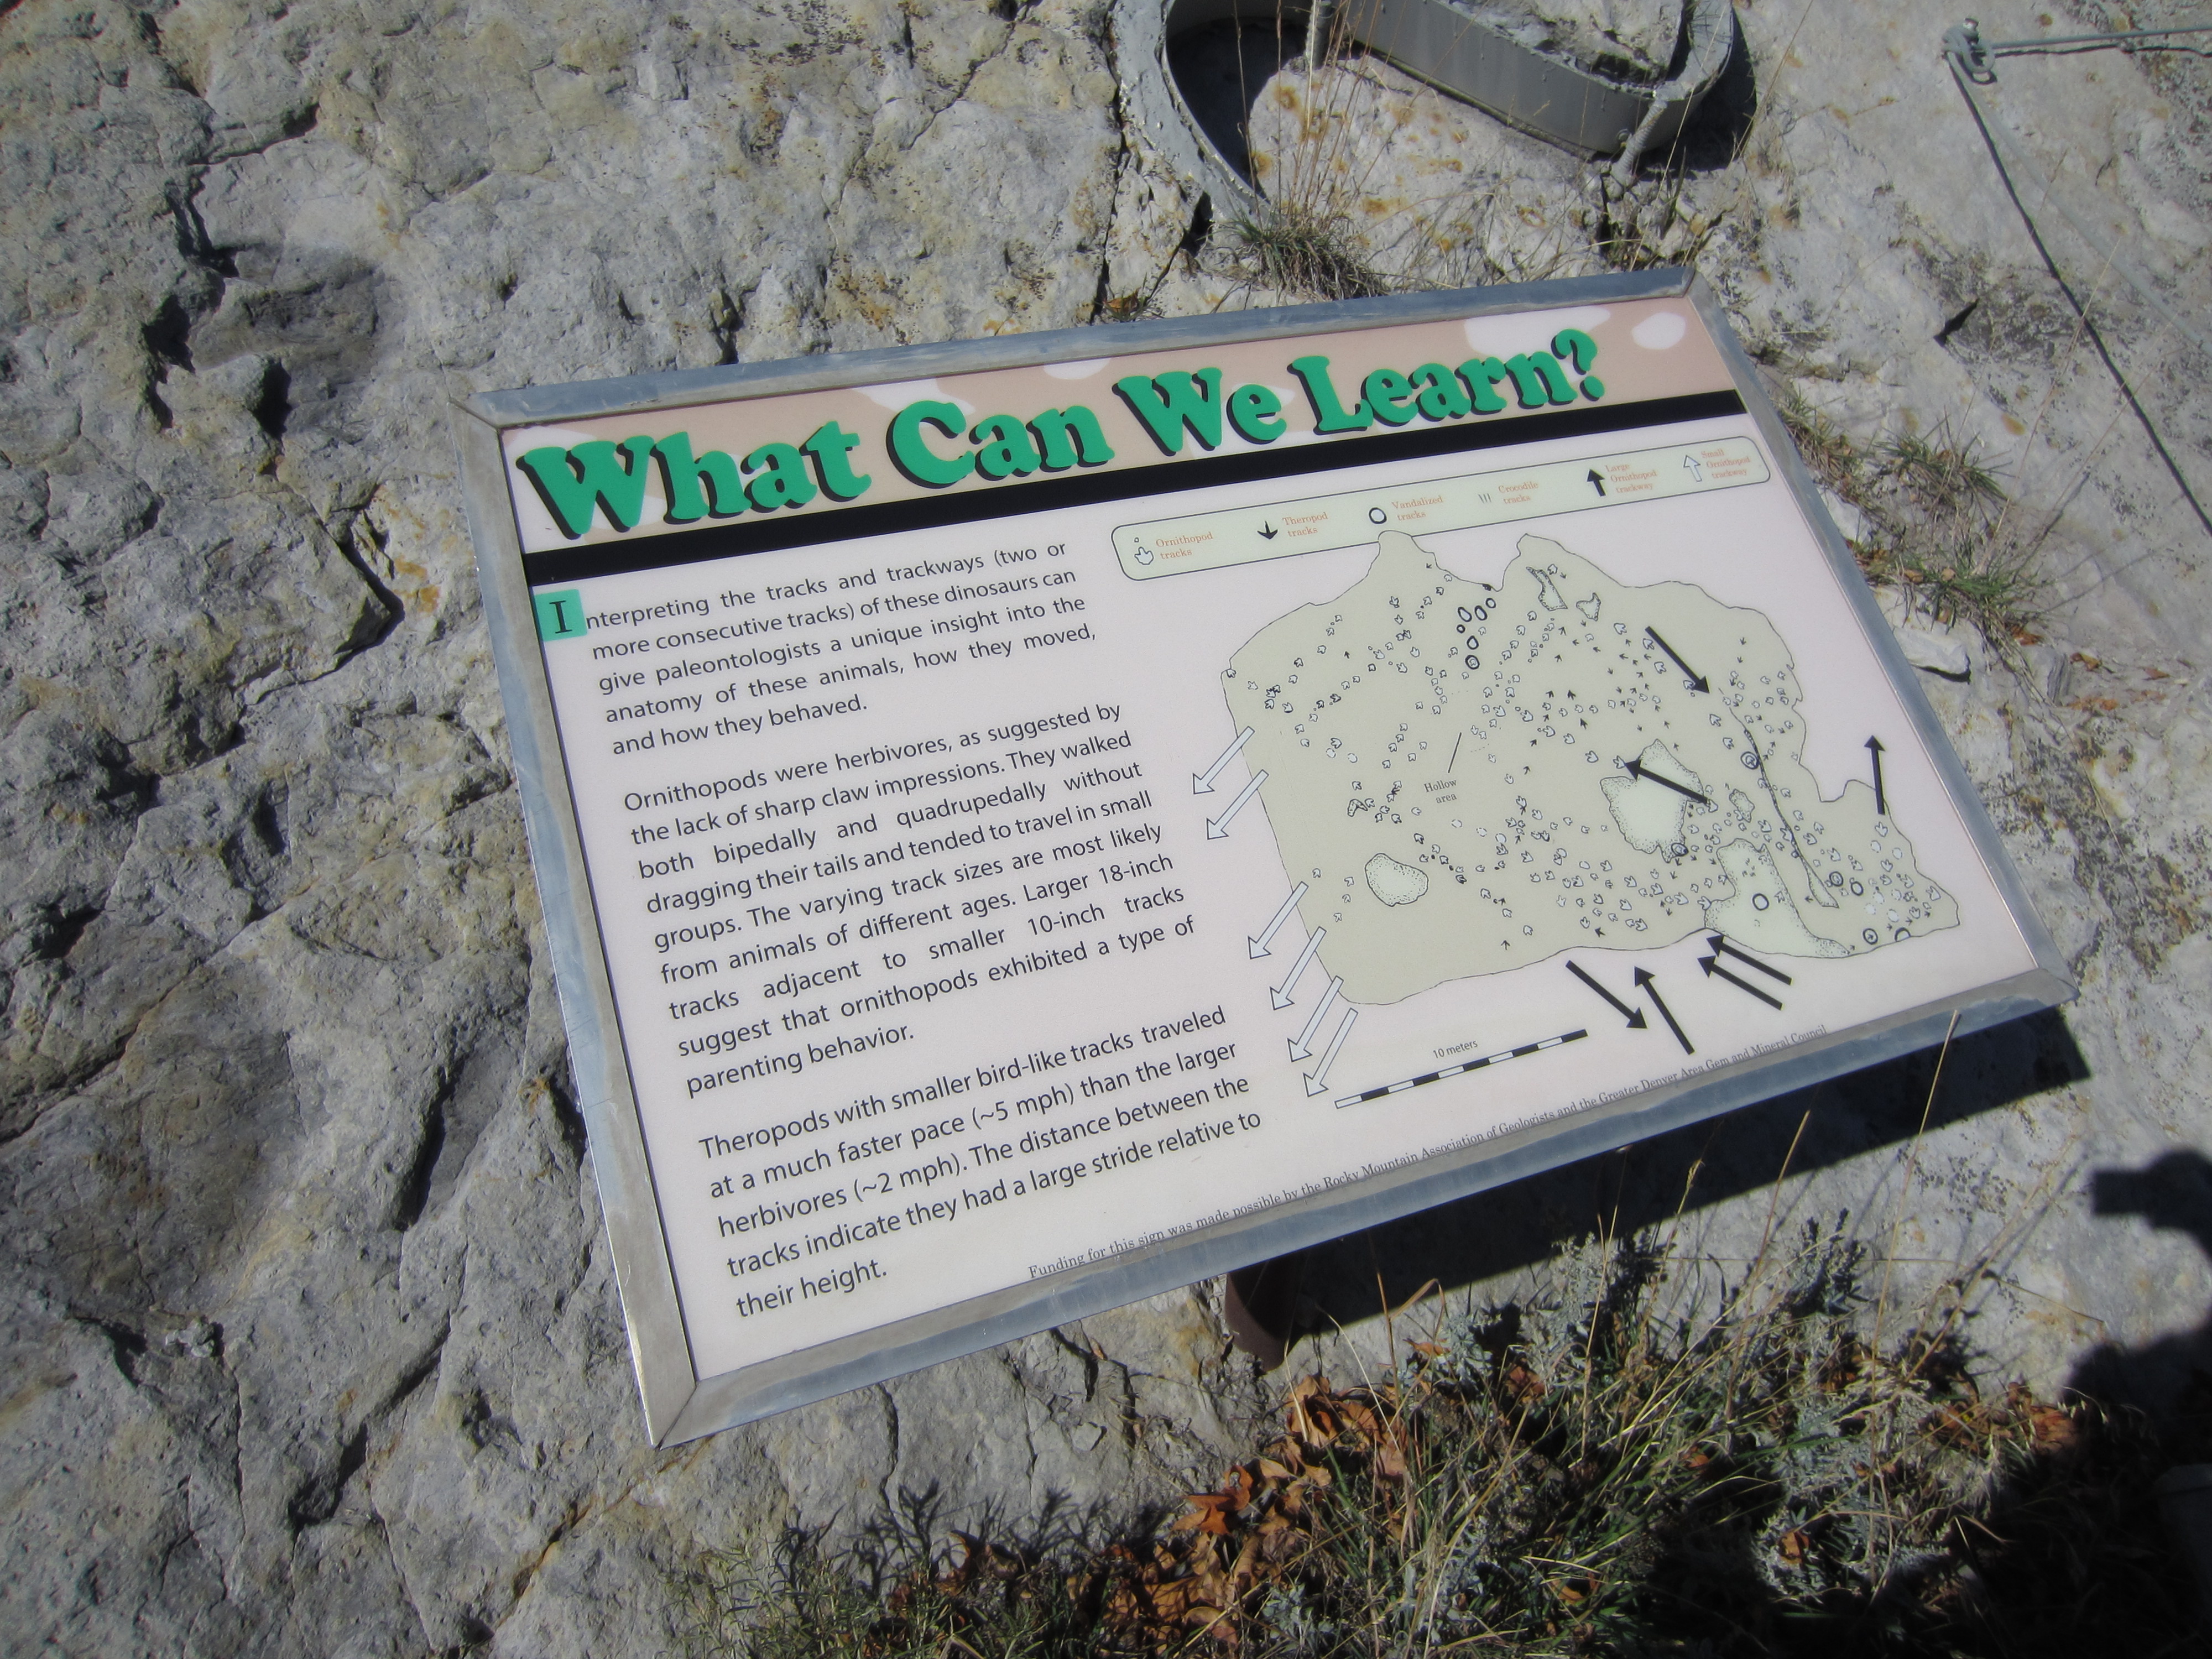 What Can We Learn?
Ornithopod
tracks
Theropod
tracks
Vandalized
tracks
Crocodile
tracks
Large
Ornithopod
trackway
Small
Ornithopod
trackway
Interpreting the tracks and trackways (two or
more consecutive tracks) of these dinosaurs can
give paleontologists a unique insight into the
anatomy of these animals, how they moved,
and how they behaved.
Ornithopods were herbivores, as suggested by
the lack of sharp claw impressions. They walked
both bipedally and quadrupedally without
dragging their tails and tended to travel in small
groups. The varying track sizes are most likely
from animals of different ages. Larger 18-inch
tracks adjacent to smaller 10-inch tracks
suggest that ornithopods exhibited a type of
parenting behavior.
Theropods with smaller bird-like tracks traveled
at a much faster pace (~5 mph) than the larger
herbivores (~2 mph). The distance between the
tracks indicate they had a large stride relative to
their height.
Hollow
area
10 meters
Funding for this sign was made possible by the Rocky Mountain Association of Geologists and the Greater Denver Area Gem and Mineral Council